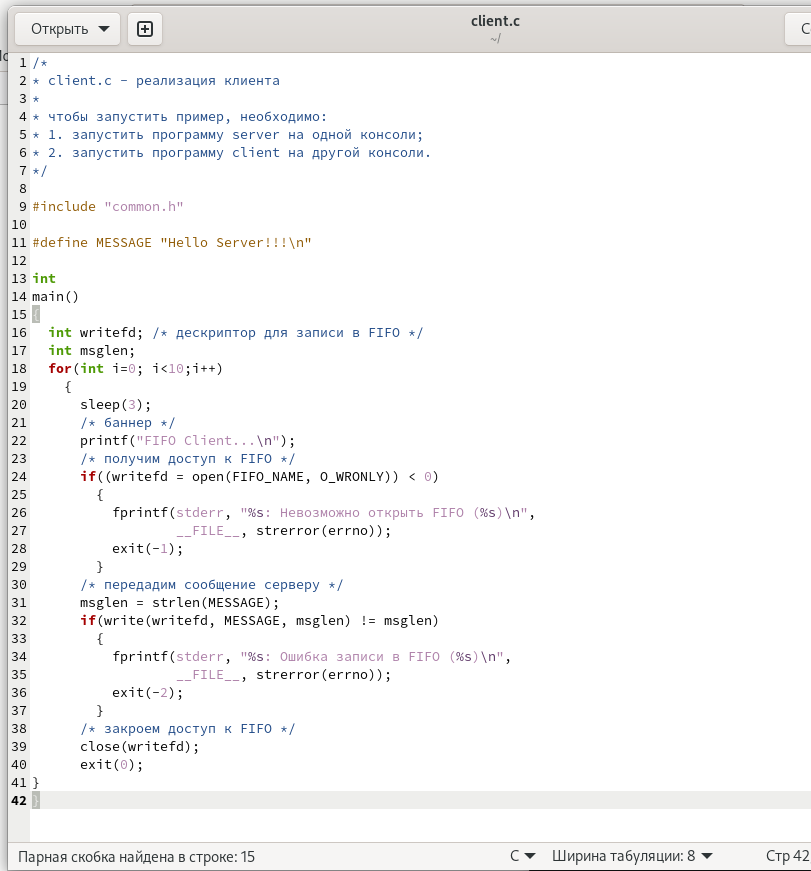 Открыть
client.c
~/
1 /*
2 * client.c - реализация клиента
3 *
4 * чтобы запустить пример, необходимо:
5 * 1. запустить программу server на одной консоли;
6 * 2. запустить программу client на другой консоли.
7 */
8
9 #include "common.h"
10
11 #define MESSAGE "Hello Server!!!\n"
12
13 int
14 main()
15 {
16   int writefd; /* дескриптор для записи в FIFO */
17   int msglen;
18   for(int i=0; i<10;i++)
19     {
20       sleep(3);
21       /* баннер */
22       printf("FIFO Client...\n");
23       /* получим доступ к FIFO */
24       if((writefd = open(FIFO_NAME, O_WRONLY)) < 0)
25         {
26           fprintf(stderr, "%s: Невозможно открыть FIFO (%s)\n",
27                   __FILE__, strerror(errno));
28           exit(-1);
29         }
30       /* передадим сообщение серверу */
31       msglen = strlen(MESSAGE);
32       if(write(writefd, MESSAGE, msglen) != msglen)
33         {
34           fprintf(stderr, "%s: Ошибка записи в FIFO (%s)\n",
35                   __FILE__, strerror(errno));
36           exit(-2);
37         }
38       /* закроем доступ к FIFO */
39       close(writefd);
40       exit(0);
41 }
42 }
Парная скобка найдена в строке: 15 C Ширина табуляции: 8 Стр 42